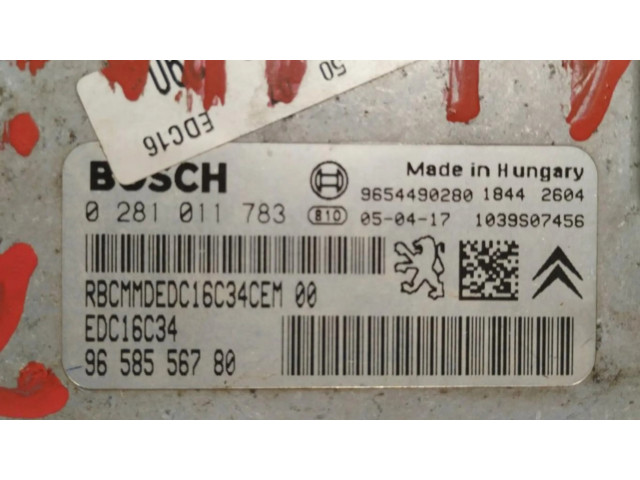 06
50
EDC16
BOSCH
Made in Hungary
9654490280 1844 2604
0 281 011 783
810 05-04-17 1039S07456
RBCMMDEDC16C34CEM 00
EDC16C34
96 585 567 80